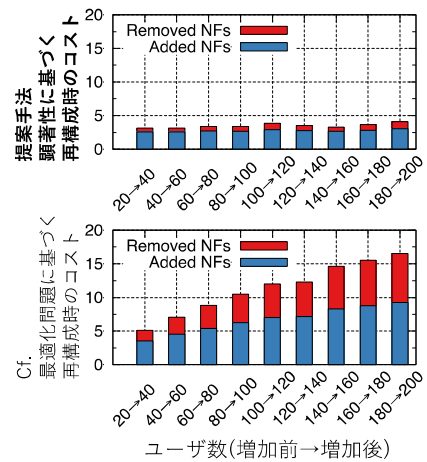 提案手法
顕著性に基づく
再構成時のコスト
20
15
10
5
0
Removed NFs
Added NFs
20→40
40→60
60→80
80→100
100→120
120→140
140→160
160→180
180→200
Cf.
最適化問題に基づく
再構成時のコスト
20
15
10
5
0
Removed NFs
Added NFs
20→40
40→60
60→80
80→100
100→120
120→140
140→160
160→180
180→200
ユーザ数(増加前→増加後)